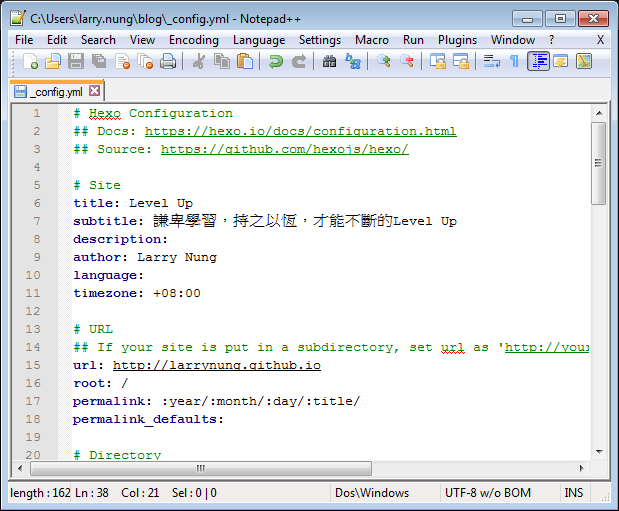 C:\Users\larry.nung\blog\_config.yml - Notepad++
File Edit Search View Encoding Language Settings Macro Run Plugins Window ? X
_config.yml
1 # Hexo Configuration
2 ## Docs: https://hexo.io/docs/configuration.html
3 ## Source: https://github.com/hexojs/hexo/
4
5 # Site
6 title: Level Up
7 subtitle: 謙卑學習，持之以恆，才能不斷的Level Up
8 description:
9 author: Larry Nung
10 language:
11 timezone: +08:00
12
13 # URL
14 ## If your site is put in a subdirectory, set url as 'http://your
15 url: http://larrynung.github.io
16 root: /
17 permalink: :year/:month/:day/:title/
18 permalink_defaults:
19
20 # Directory
length : 162 Ln : 38 Col : 21 Sel : 0 | 0 Dos\Windows UTF-8 w/o BOM INS